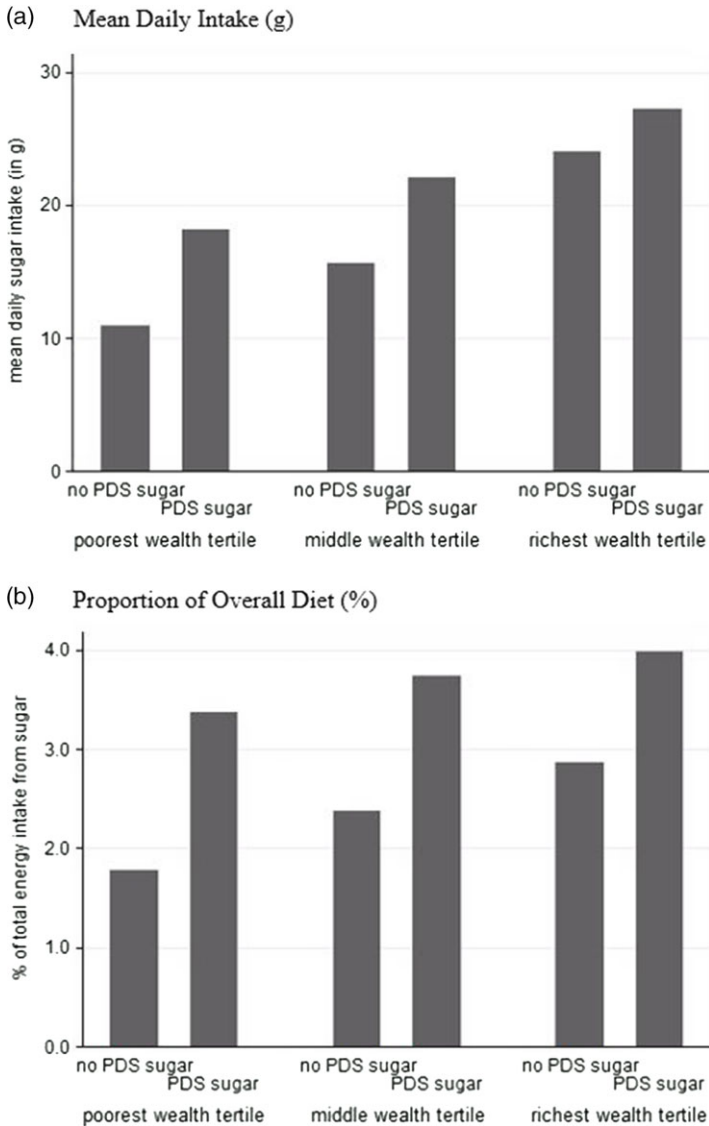 (a) Mean Daily Intake (g)
mean daily sugar intake (in g)
30
20
10
0
no PDS sugar no PDS sugar no PDS sugar
PDS sugar PDS sugar PDS sugar
poorest wealth tertile middle wealth tertile richest wealth tertile
(b) Proportion of Overall Diet (%)
% of total energy intake from sugar
4.0
3.0
2.0
1.0
0.0
no PDS sugar no PDS sugar no PDS sugar
PDS sugar PDS sugar PDS sugar
poorest wealth tertile middle wealth tertile richest wealth tertile